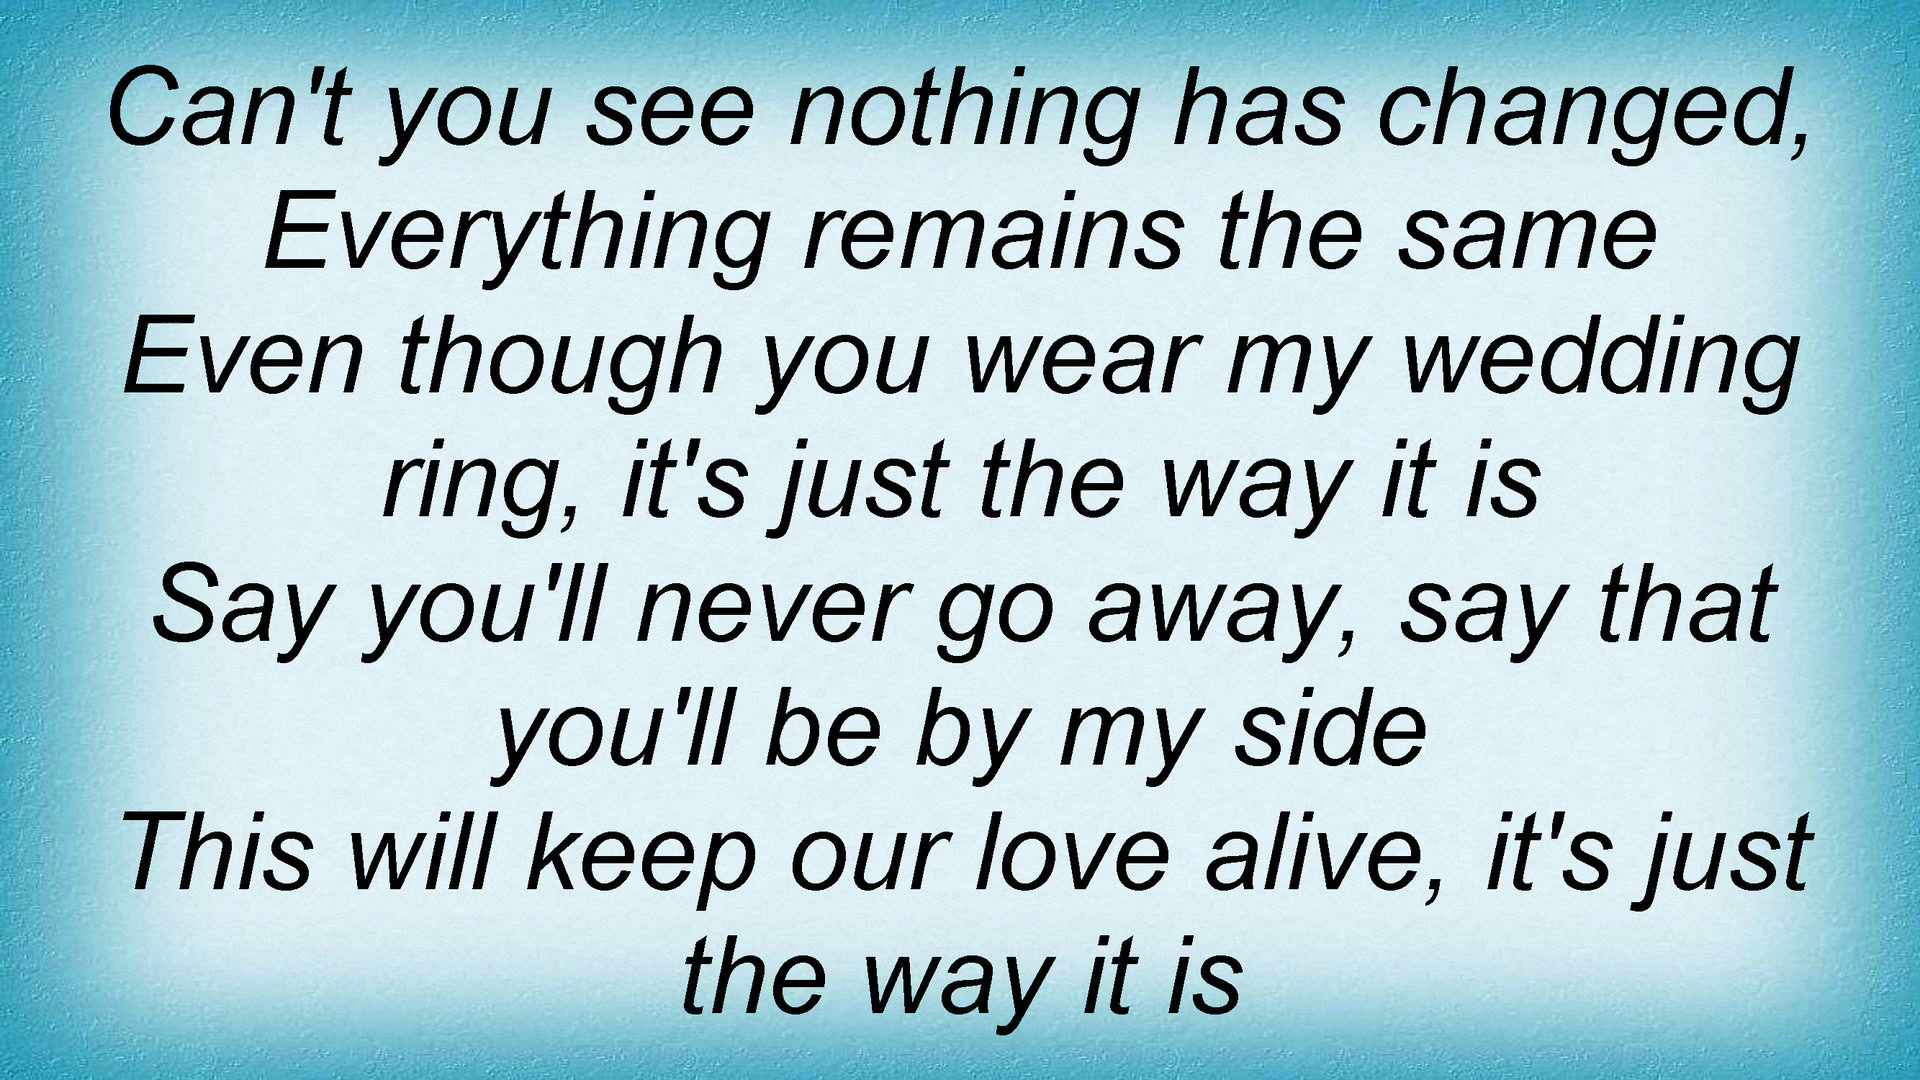 Can't you see nothing has changed,
Everything remains the same
Even though you wear my wedding
ring, it's just the way it is
Say you'll never go away, say that
you'll be by my side
This will keep our love alive, it's just
the way it is